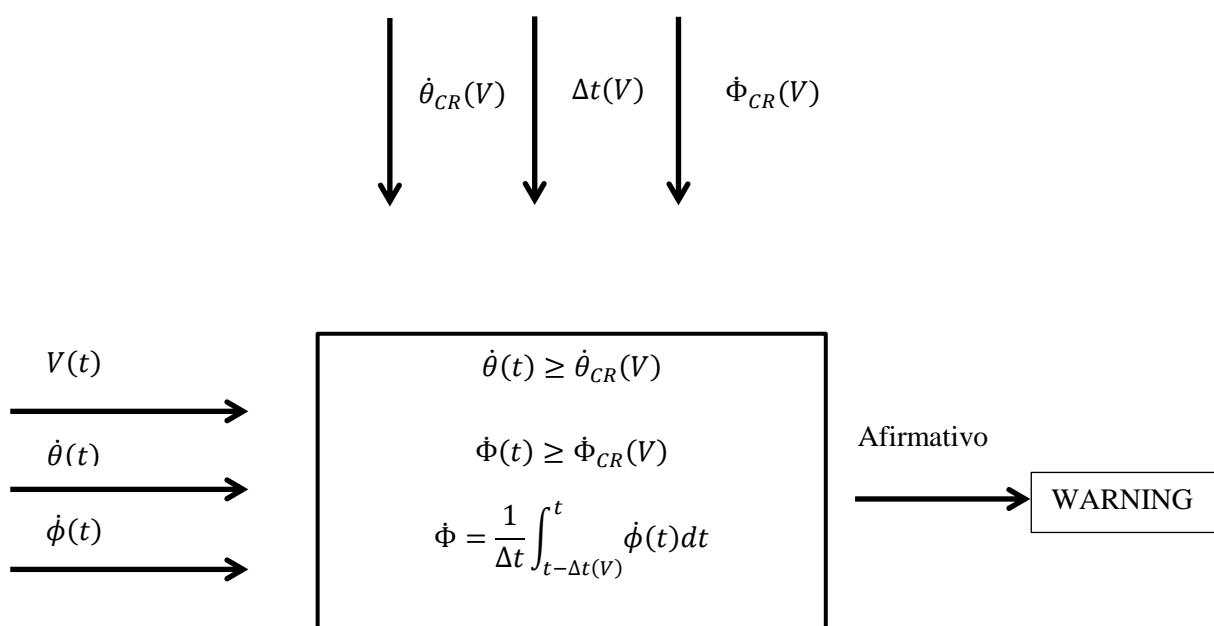 θ̇_CR(V) Δt(V) Φ̇_CR(V)
V(t)
θ̇(t) ≥ θ̇_CR(V)
θ̇(t)
Φ̇(t) ≥ Φ̇_CR(V)
Afirmativo
ϕ̇(t)
Φ̇ = 1/Δt ∫_{t−Δt(V)}^{t} ϕ̇(t)dt
WARNING